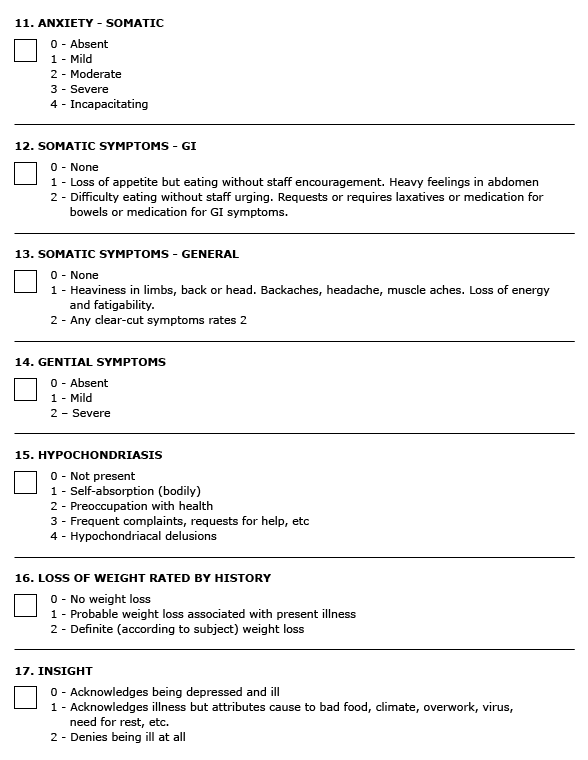 11. ANXIETY - SOMATIC
0 - Absent
1 - Mild
2 - Moderate
3 - Severe
4 - Incapacitating
12. SOMATIC SYMPTOMS - GI
0 - None
1 - Loss of appetite but eating without staff encouragement. Heavy feelings in abdomen
2 - Difficulty eating without staff urging. Requests or requires laxatives or medication for
bowels or medication for GI symptoms.
13. SOMATIC SYMPTOMS - GENERAL
0 - None
1 - Heaviness in limbs, back or head. Backaches, headache, muscle aches. Loss of energy
and fatigability.
2 - Any clear-cut symptoms rates 2
14. GENTIAL SYMPTOMS
0 - Absent
1 - Mild
2 – Severe
15. HYPOCHONDRIASIS
0 - Not present
1 - Self-absorption (bodily)
2 - Preoccupation with health
3 - Frequent complaints, requests for help, etc
4 - Hypochondriacal delusions
16. LOSS OF WEIGHT RATED BY HISTORY
0 - No weight loss
1 - Probable weight loss associated with present illness
2 - Definite (according to subject) weight loss
17. INSIGHT
0 - Acknowledges being depressed and ill
1 - Acknowledges illness but attributes cause to bad food, climate, overwork, virus,
need for rest, etc.
2 - Denies being ill at all